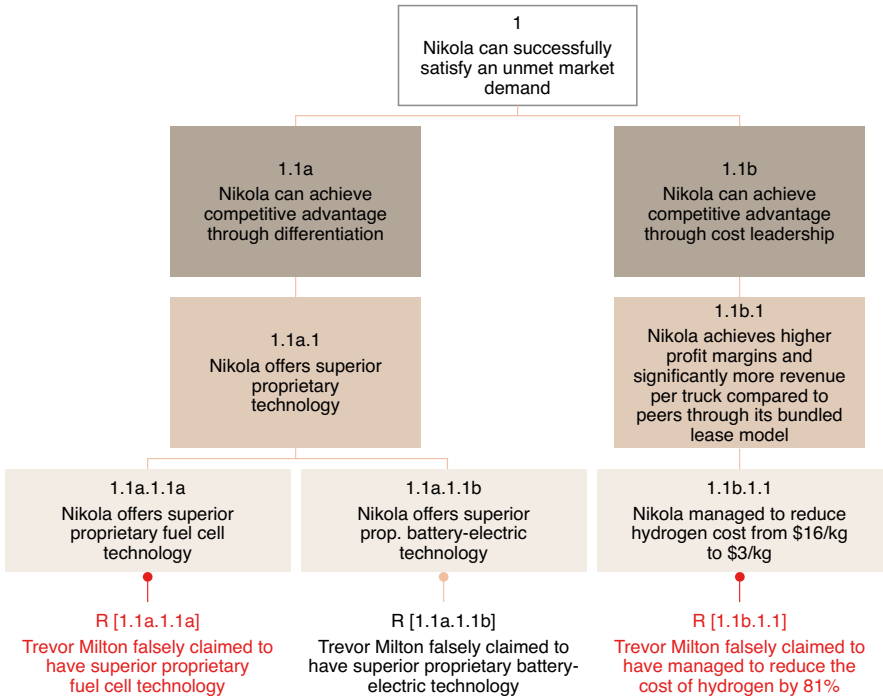 1
Nikola can successfully
satisfy an unmet market
demand
1.1a
Nikola can achieve
competitive advantage
through differentiation
1.1b
Nikola can achieve
competitive advantage
through cost leadership
1.1a.1
Nikola offers superior
proprietary
technology
1.1b.1
Nikola achieves higher
profit margins and
significantly more revenue
per truck compared to
peers through its bundled
lease model
1.1a.1.1a
Nikola offers superior
proprietary fuel cell
technology
1.1a.1.1b
Nikola offers superior
prop. battery-electric
technology
1.1b.1.1
Nikola managed to reduce
hydrogen cost from $16/kg
to $3/kg
R [1.1a.1.1a]
Trevor Milton falsely claimed to
have superior proprietary
fuel cell technology
R [1.1a.1.1b]
Trevor Milton falsely claimed to
have superior proprietary battery-
electric technology
R [1.1b.1.1]
Trevor Milton falsely claimed to
have managed to reduce the
cost of hydrogen by 81%